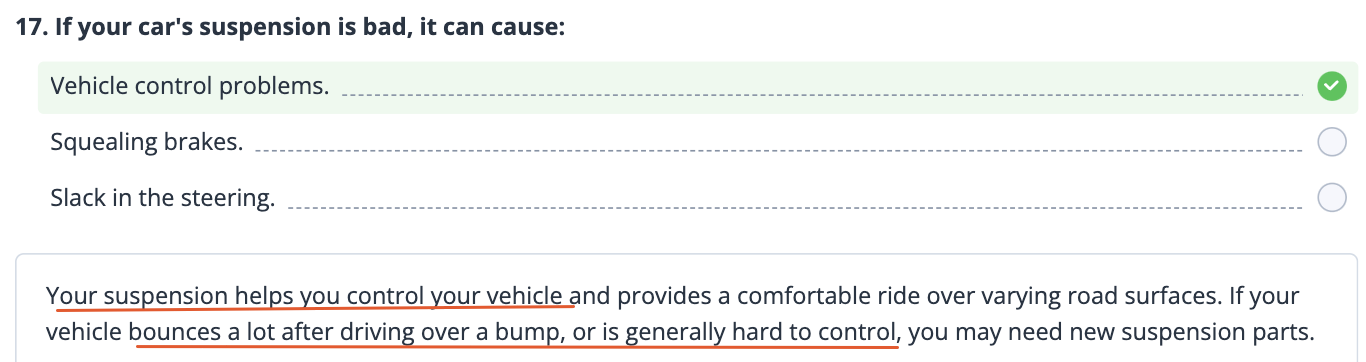 17. If your car's suspension is bad, it can cause:
Vehicle control problems.
Squealing brakes.
Slack in the steering.
Your suspension helps you control your vehicle and provides a comfortable ride over varying road surfaces. If your
vehicle bounces a lot after driving over a bump, or is generally hard to control, you may need new suspension parts.